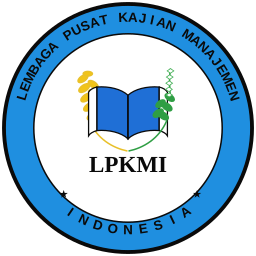 LEMBAGA PUSAT KAJIAN MANAJEMEN
LPKMI
INDONESIA